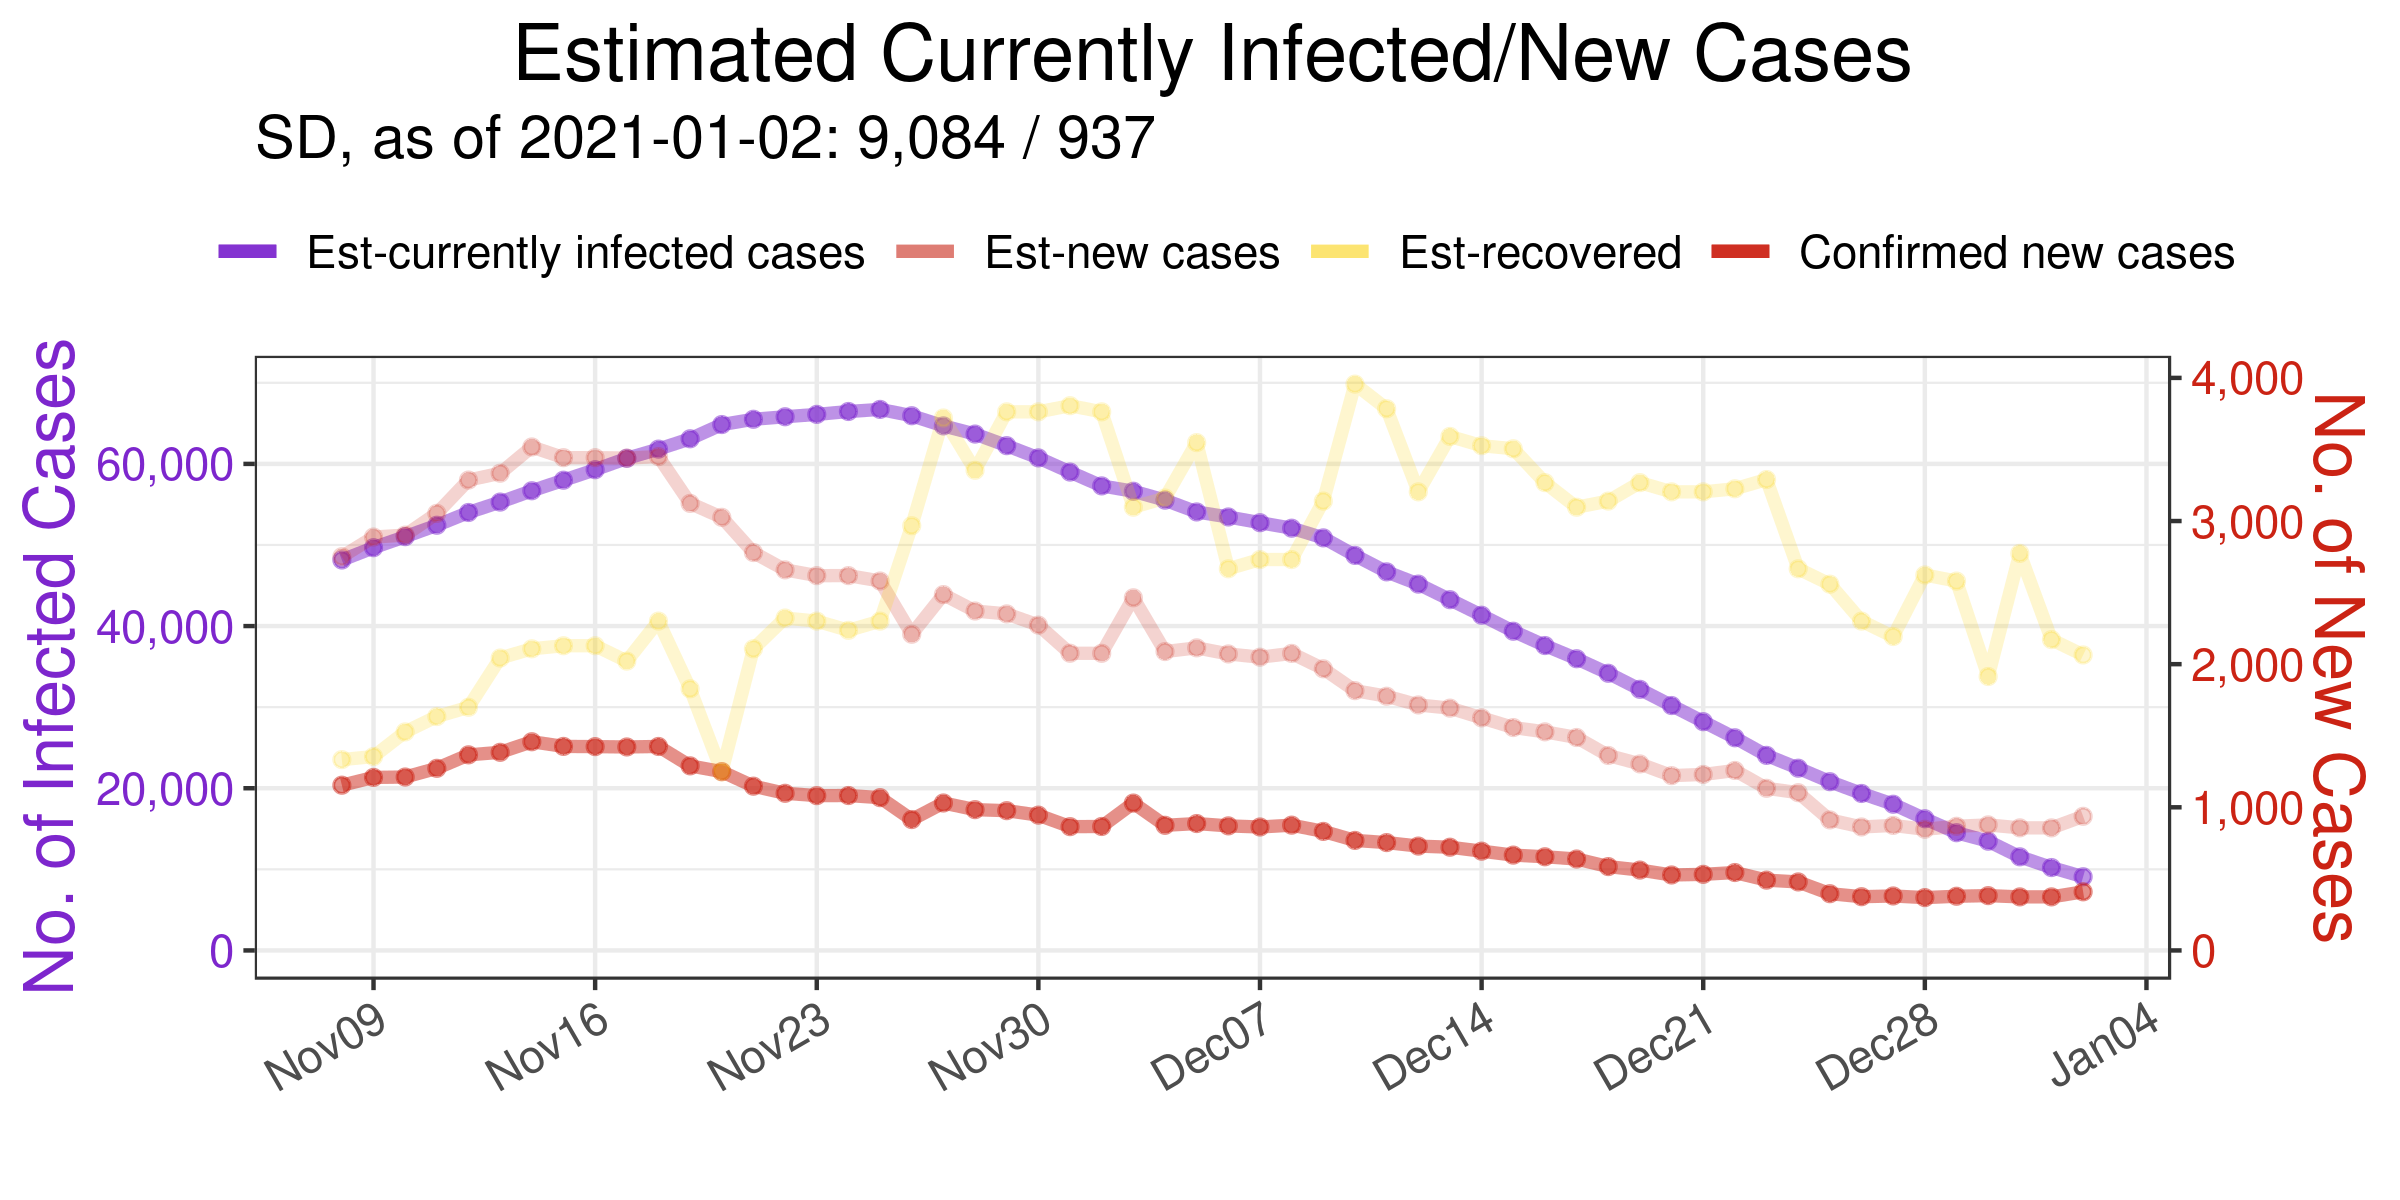 Estimated Currently Infected/New Cases
SD, as of 2021-01-02: 9,084 / 937
Est-currently infected cases Est-new cases Est-recovered Confirmed new cases
No. of Infected Cases
60,000
40,000
20,000
0
4,000
3,000
2,000
1,000
0
No. of New Cases
Nov09 Nov16 Nov23 Nov30 Dec07 Dec14 Dec21 Dec28 Jan04